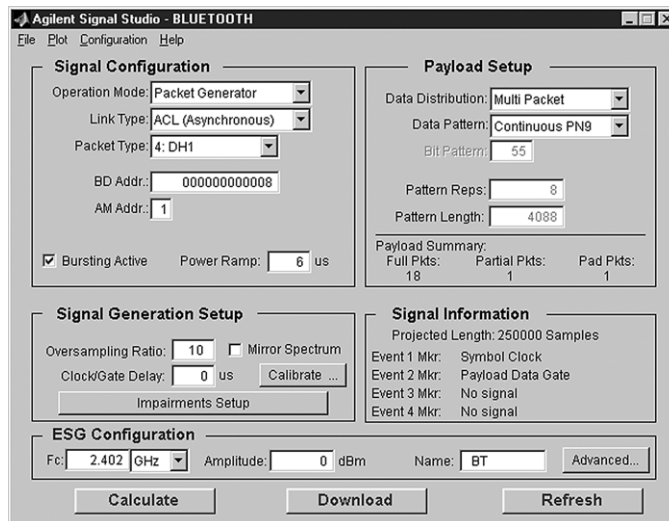 Agilent Signal Studio - BLUETOOTH
File Plot Configuration Help
Signal Configuration
Operation Mode: Packet Generator
Link Type: ACL (Asynchronous)
Packet Type: 4: DH1
BD Addr.: 000000000008
AM Addr.: 1
Bursting Active Power Ramp: 6 us
Payload Setup
Data Distribution: Multi Packet
Data Pattern: Continuous PN9
Bit Pattern: 55
Pattern Reps: 8
Pattern Length: 4088
Payload Summary:
Full Pkts: Partial Pkts: Pad Pkts:
18 1 1
Signal Generation Setup
Oversampling Ratio: 10 Mirror Spectrum
Clock/Gate Delay: 0 us Calibrate ...
Impairments Setup
Signal Information
Projected Length: 250000 Samples
Event 1 Mkr: Symbol Clock
Event 2 Mkr: Payload Data Gate
Event 3 Mkr: No signal
Event 4 Mkr: No signal
ESG Configuration
Fc: 2.402 GHz Amplitude: 0 dBm Name: BT Advanced...
Calculate Download Refresh